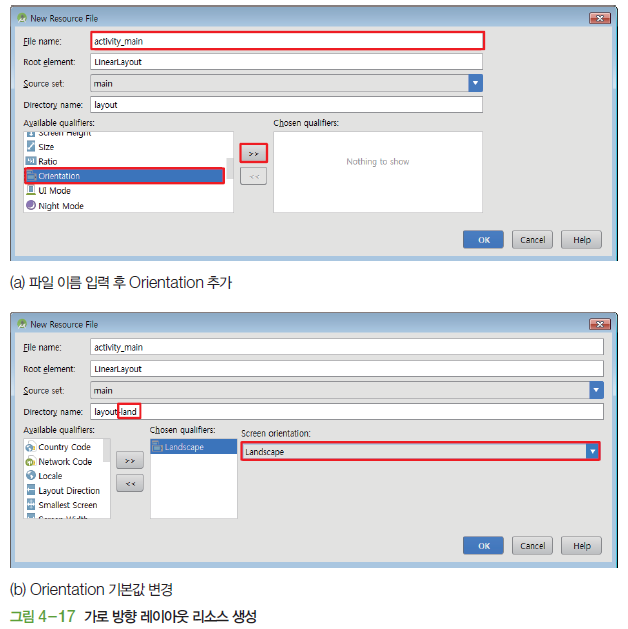 New Resource File
File name: activity_main
Root element: LinearLayout
Source set: main
Directory name: layout
Available qualifiers: Chosen qualifiers:
Screen Height
Size
Ratio
Orientation
UI Mode
Night Mode
>>
<<
Nothing to show
OK Cancel Help
(a) 파일 이름 입력 후 Orientation 추가
New Resource File
File name: activity_main
Root element: LinearLayout
Source set: main
Directory name: layout-land
Available qualifiers: Chosen qualifiers: Screen orientation:
Country Code
Network Code
Locale
Layout Direction
Smallest Screen
Screen Width
>>
<<
Landscape
Landscape
OK Cancel Help
(b) Orientation 기본값 변경
그림 4-17 가로 방향 레이아웃 리소스 생성